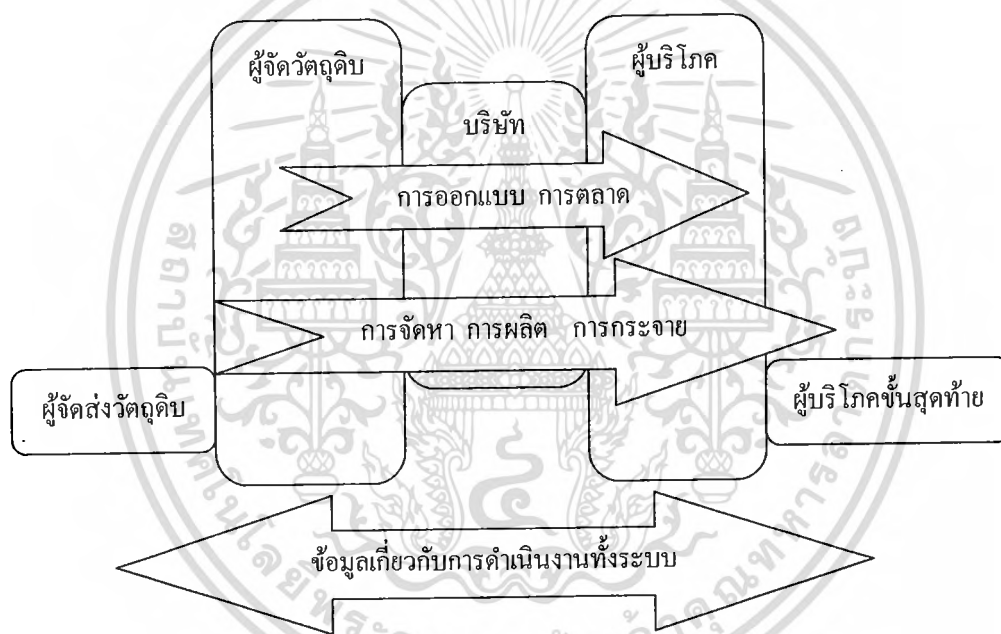 ผู้จัดวัตถุดิบ
ผู้บริโภค
บริษัท
การออกแบบ การตลาด
การจัดหา การผลิต การกระจาย
ผู้จัดส่งวัตถุดิบ
ผู้บริโภคขั้นสุดท้าย
ข้อมูลเกี่ยวกับการดำเนินงานทั้งระบบ